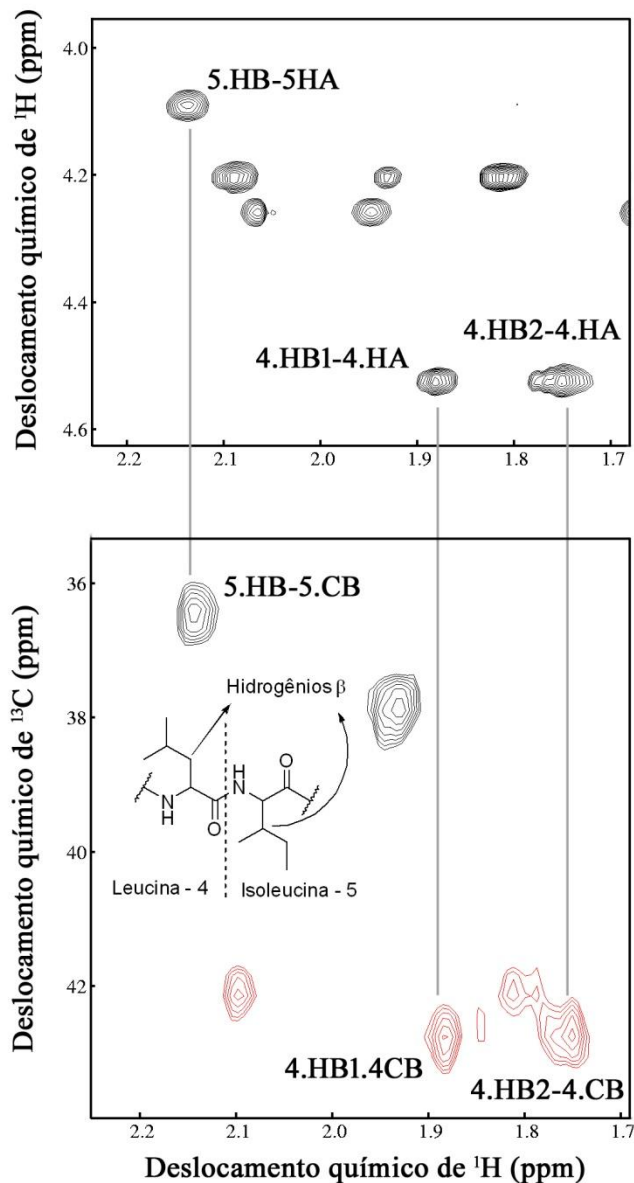 Deslocamento químico de ¹H (ppm)
4.0
4.2
4.4
4.6
5.HB-5HA
4.HB2-4.HA
4.HB1-4.HA
2.2 2.1 2.0 1.9 1.8 1.7
Deslocamento químico de ¹³C (ppm)
36
38
40
42
5.HB-5.CB
Hidrogênios β
H
N
O
N
H
O
Leucina - 4
Isoleucina - 5
4.HB1.4CB
4.HB2-4.CB
2.2 2.1 2.0 1.9 1.8 1.7
Deslocamento químico de ¹H (ppm)